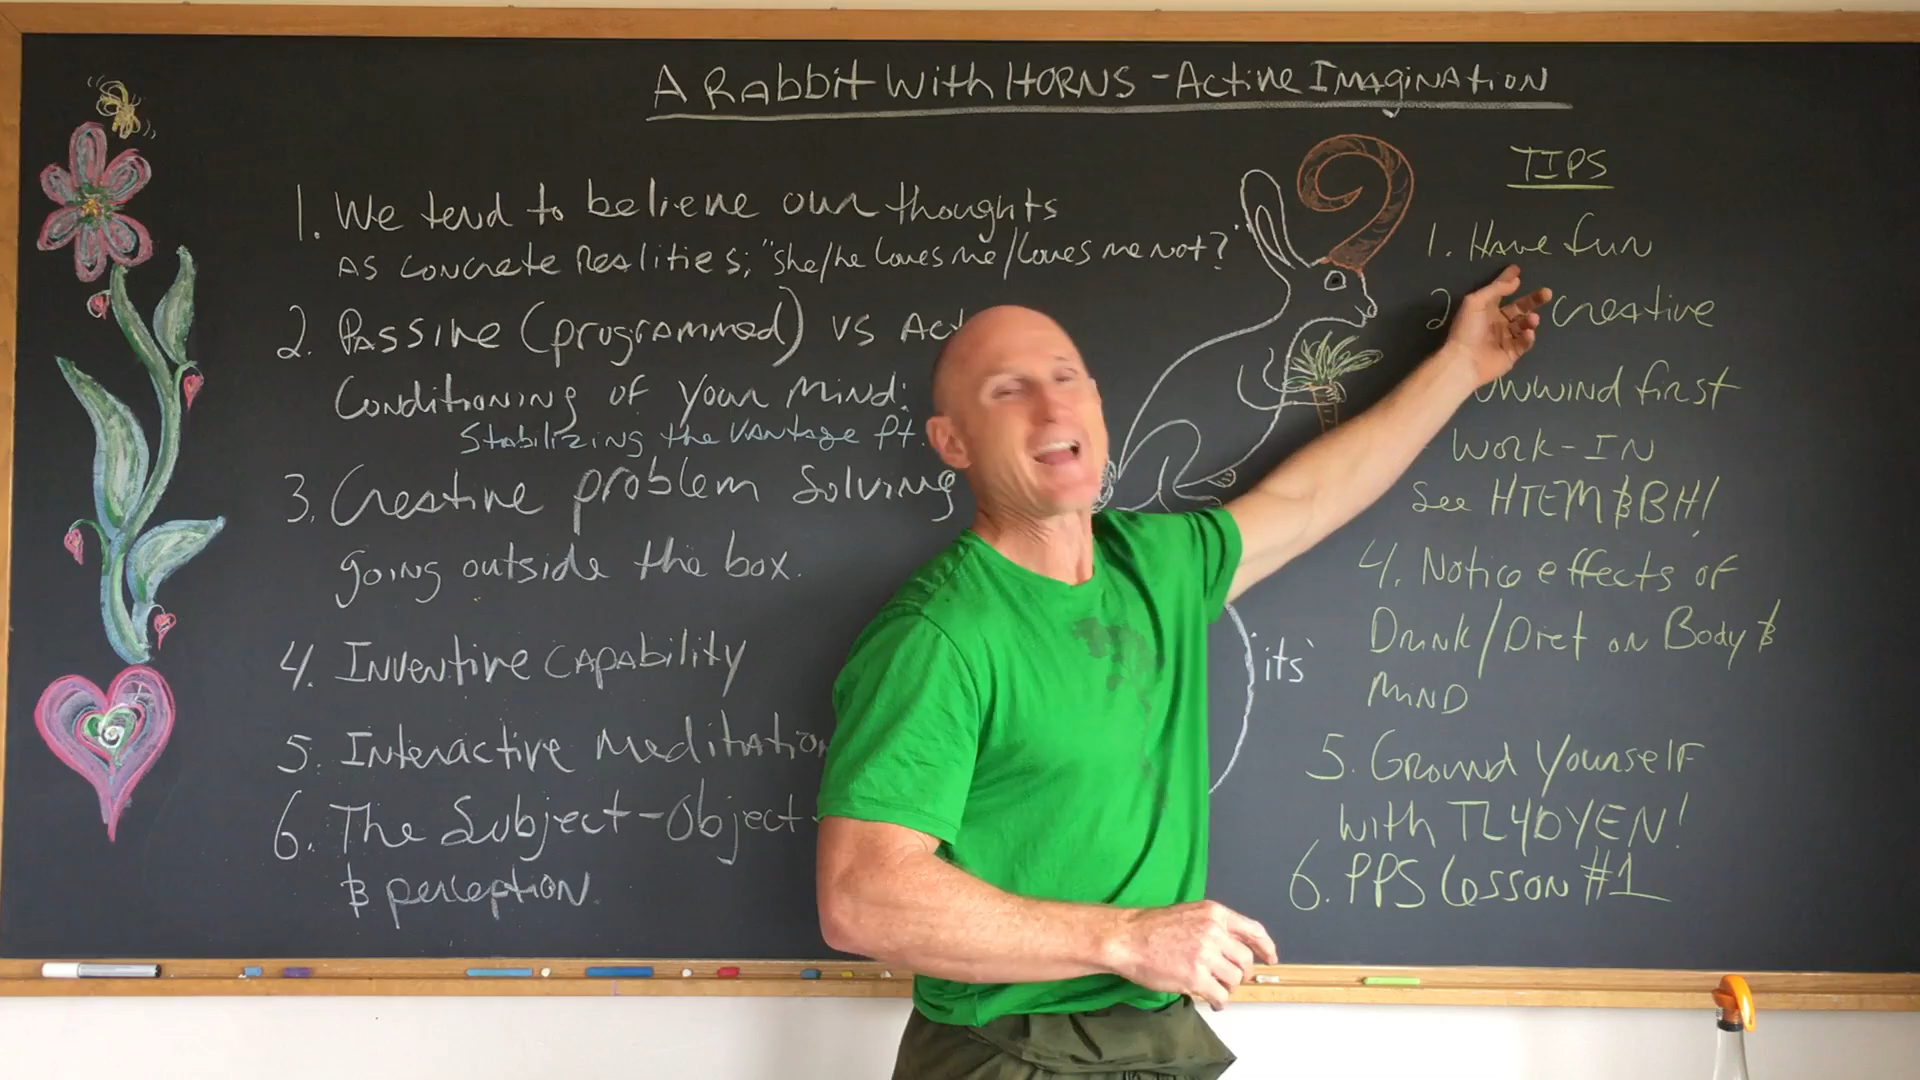 A Rabbit With HORNS - Active Imagination
1. We tend to believe our thoughts
as concrete realities; "she/he loves me/loves me not?"
2. Passive (programmed) vs Act
Conditioning of your mind:
Stabilizing the vantage pt.
3. Creative problem solving
going outside the box.
4. Inventive capability
5. Interactive Meditation
6. The Subject-Object
& perception.
its
TIPS
1. Have fun
2. creative
unwind first
Work-IN
See HTEM&BH!
4. Notice effects of
Drink/Diet on Body &
Mind
5. Ground yourself
with TL4DYEN!
6. PPS Lesson #1